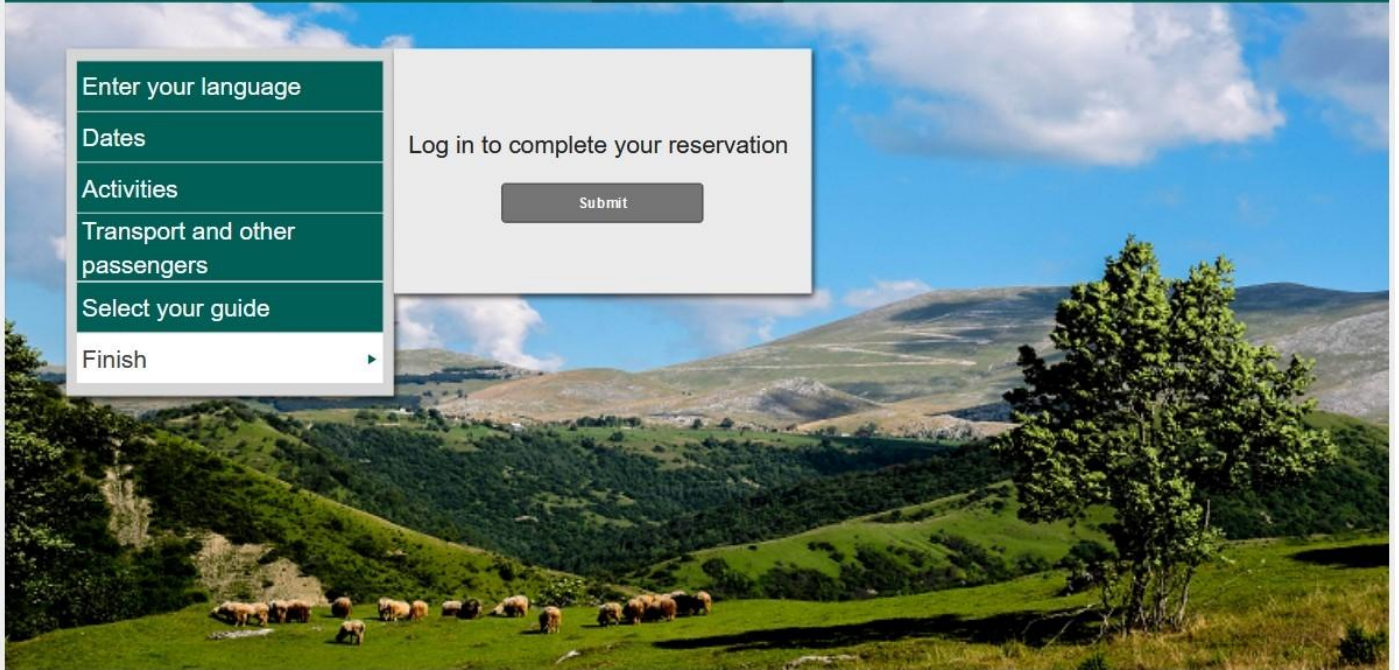 Enter your language
Dates
Activities
Transport and other
passengers
Select your guide
Finish
Log in to complete your reservation
Submit